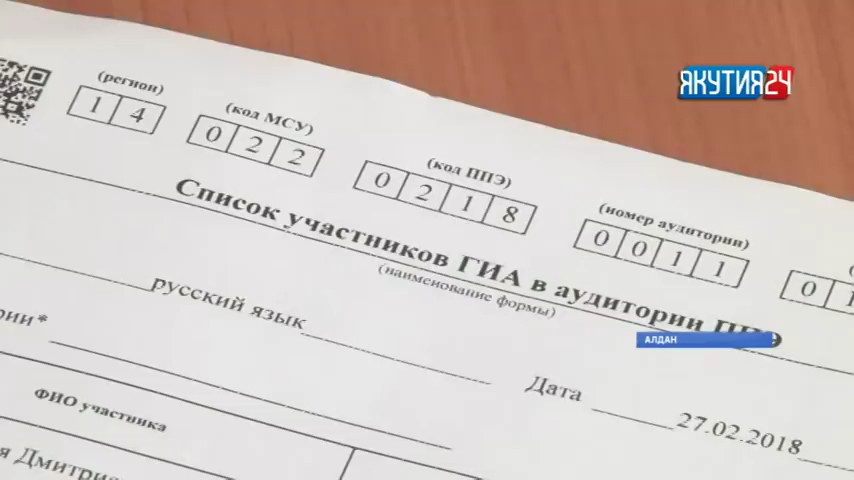 ЯКУТИЯ24
(регион)
14
(код МСУ)
022
(код ППЭ)
0218
(номер аудитории)
0011
Список участников ГИА в аудитории ППЭ
(наименование формы)
русский язык
АЛДАН
Дата 27.02.2018
ФИО участника